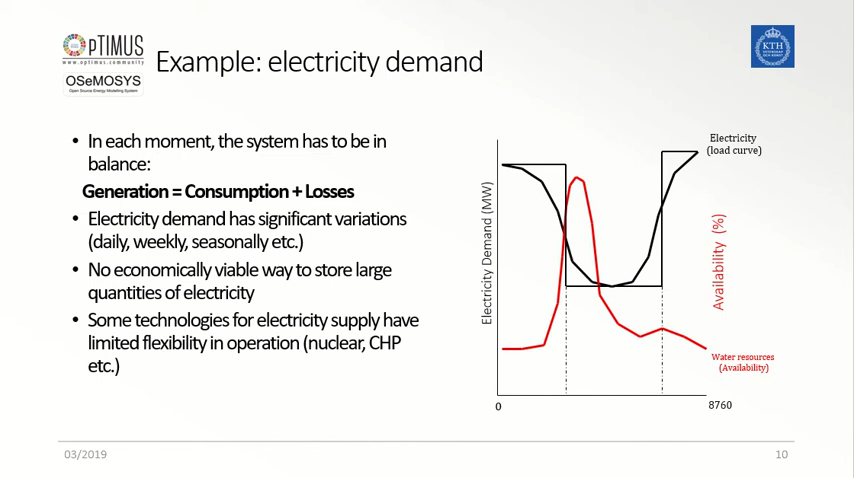 OpTIMUS
www.optimus.community
OSeMOSYS
Open Source Energy Modelling System
Example: electricity demand
KTH
• In each moment, the system has to be in
balance:
Generation = Consumption + Losses
• Electricity demand has significant variations
(daily, weekly, seasonally etc.)
• No economically viable way to store large
quantities of electricity
• Some technologies for electricity supply have
limited flexibility in operation (nuclear, CHP
etc.)
Electricity Demand (MW)
Electricity
(load curve)
Availability (%)
Water resources
(Availability)
0
8760
03/2019
10